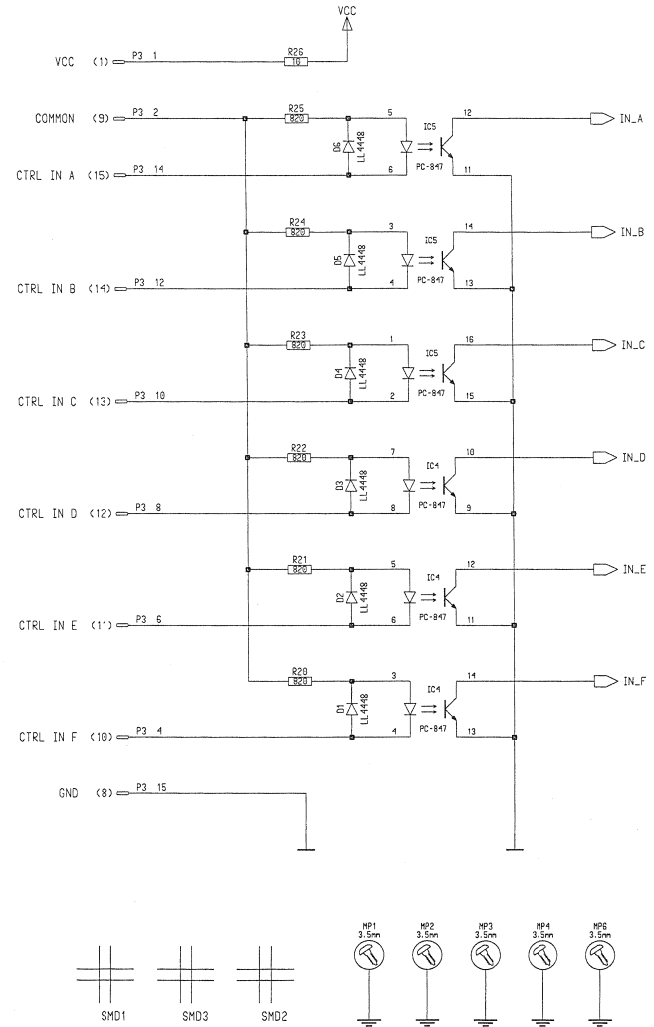 VCC
VCC (1) P3 1 R26 10
COMMON (9) P3 2 R25 820 5 IC5 12 IN_A
D6 LL4448
CTRL IN A (15) P3 14 6 PC-847 11
R24 820 3 IC5 14 IN_B
D5 LL4448
CTRL IN B (14) P3 12 4 PC-847 13
R23 820 1 IC5 16 IN_C
D4 LL4448
CTRL IN C (13) P3 10 2 PC-847 15
R22 820 7 IC4 10 IN_D
D3 LL4448
CTRL IN D (12) P3 8 8 PC-847 9
R21 820 5 IC4 12 IN_E
D2 LL4448
CTRL IN E (11) P3 6 6 PC-847 11
R20 820 3 IC4 14 IN_F
D1 LL4448
CTRL IN F (10) P3 4 4 PC-847 13
GND (8) P3 15
MP1 MP2 MP3 MP4 MP6
3.5mm 3.5mm 3.5mm 3.5mm 3.5mm
SMD1 SMD3 SMD2